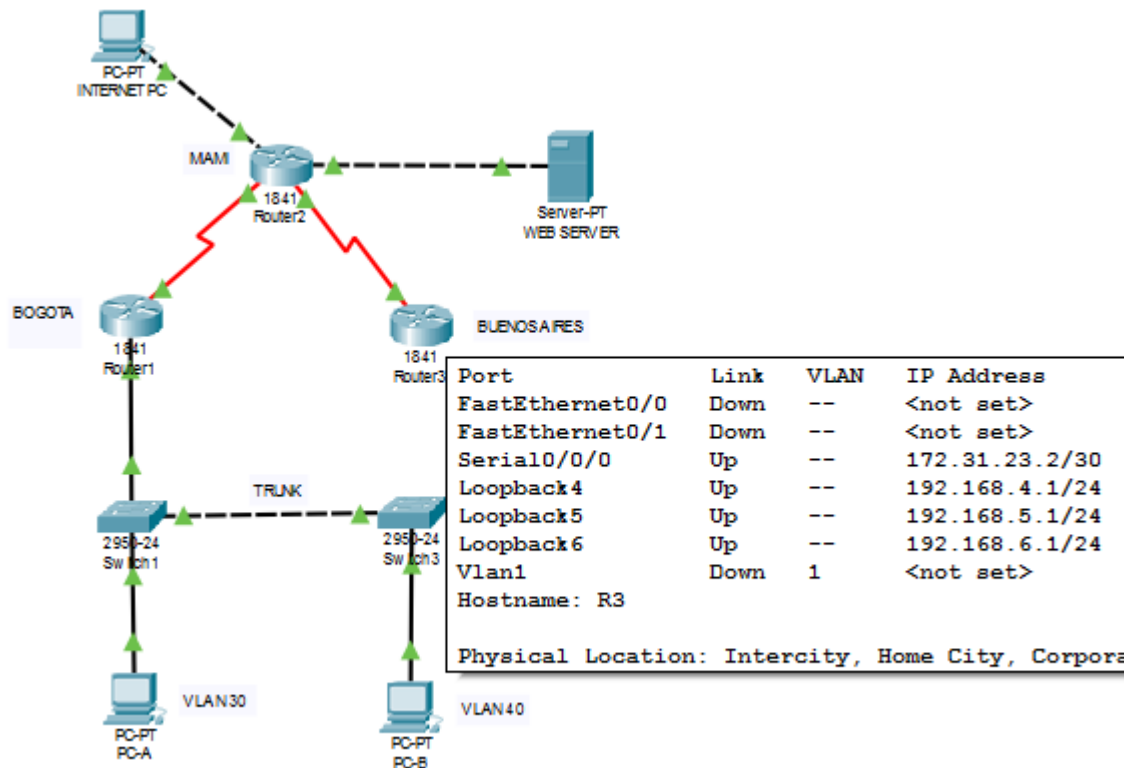 PC-PT
INTERNET PC
MAMI
1841
Router2
Server-PT
WEB SERVER
BOGOTA
1841
Router1
BUENOSAIRES
1841
Router3
Port Link VLAN IP Address
FastEthernet0/0 Down -- <not set>
FastEthernet0/1 Down -- <not set>
Serial0/0/0 Up -- 172.31.23.2/30
Loopback4 Up -- 192.168.4.1/24
Loopback5 Up -- 192.168.5.1/24
Loopback6 Up -- 192.168.6.1/24
Vlan1 Down 1 <not set>
Hostname: R3
Physical Location: Intercity, Home City, Corpora
TRUNK
2950-24
Switch1
2950-24
Switch3
VLAN30
PC-PT
PC-A
VLAN40
PC-PT
PC-B